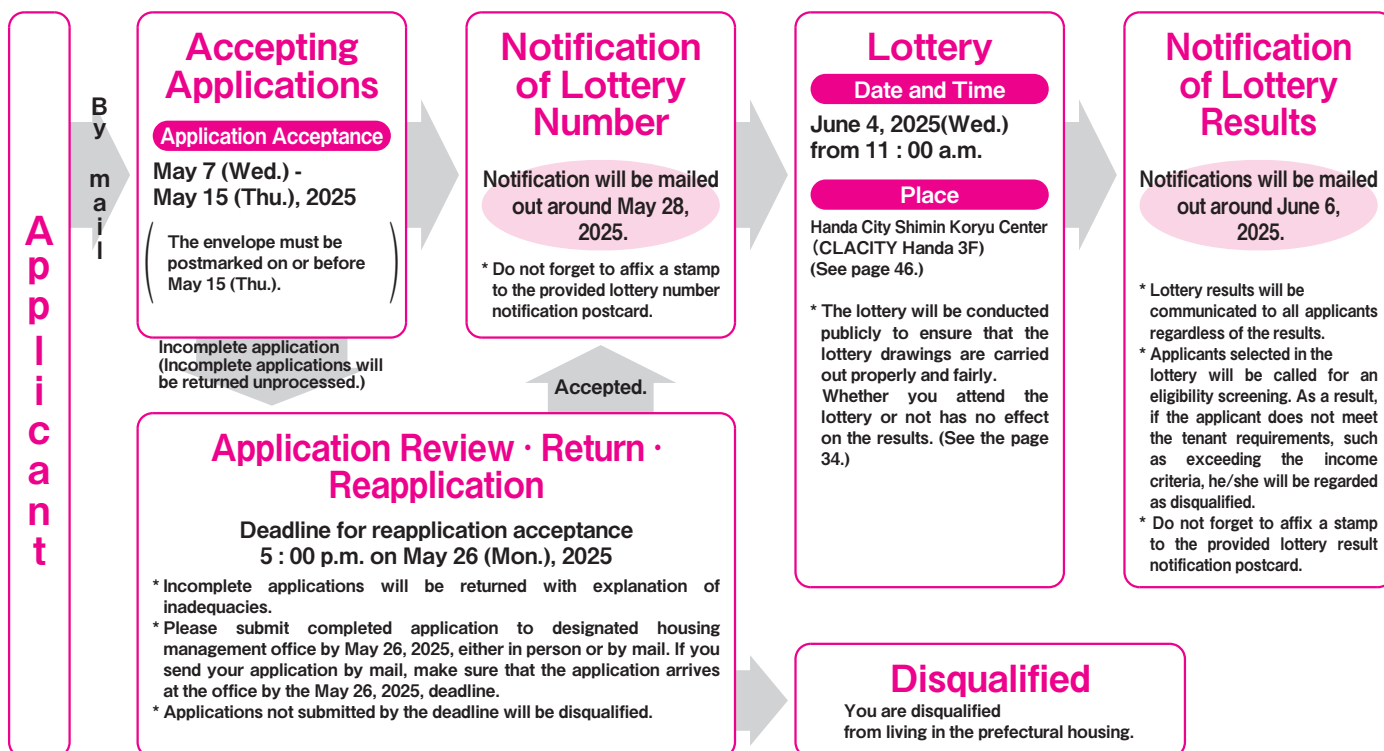 Applicant
By mail
Accepting
Applications
Application Acceptance
May 7 (Wed.) -
May 15 (Thu.), 2025
The envelope must be
postmarked on or before
May 15 (Thu.).
Notification
of Lottery
Number
Notification will be mailed
out around May 28,
2025.
* Do not forget to affix a stamp
to the provided lottery number
notification postcard.
Lottery
Date and Time
June 4, 2025(Wed.)
from 11 : 00 a.m.
Place
Handa City Shimin Koryu Center
(CLACITY Handa 3F)
(See page 46.)
* The lottery will be conducted
publicly to ensure that the
lottery drawings are carried
out properly and fairly.
Whether you attend the
lottery or not has no effect
on the results. (See the page
34.)
Notification
of Lottery
Results
Notifications will be mailed
out around June 6,
2025.
* Lottery results will be
communicated to all applicants
regardless of the results.
* Applicants selected in the
lottery will be called for an
eligibility screening. As a result,
if the applicant does not meet
the tenant requirements, such
as exceeding the income
criteria, he/she will be regarded
as disqualified.
* Do not forget to affix a stamp
to the provided lottery result
notification postcard.
Incomplete application
(Incomplete applications will
be returned unprocessed.)
Accepted.
Application Review · Return ·
Reapplication
Deadline for reapplication acceptance
5 : 00 p.m. on May 26 (Mon.), 2025
* Incomplete applications will be returned with explanation of
inadequacies.
* Please submit completed application to designated housing
management office by May 26, 2025, either in person or by mail. If you
send your application by mail, make sure that the application arrives
at the office by the May 26, 2025, deadline.
* Applications not submitted by the deadline will be disqualified.
Disqualified
You are disqualified
from living in the prefectural housing.